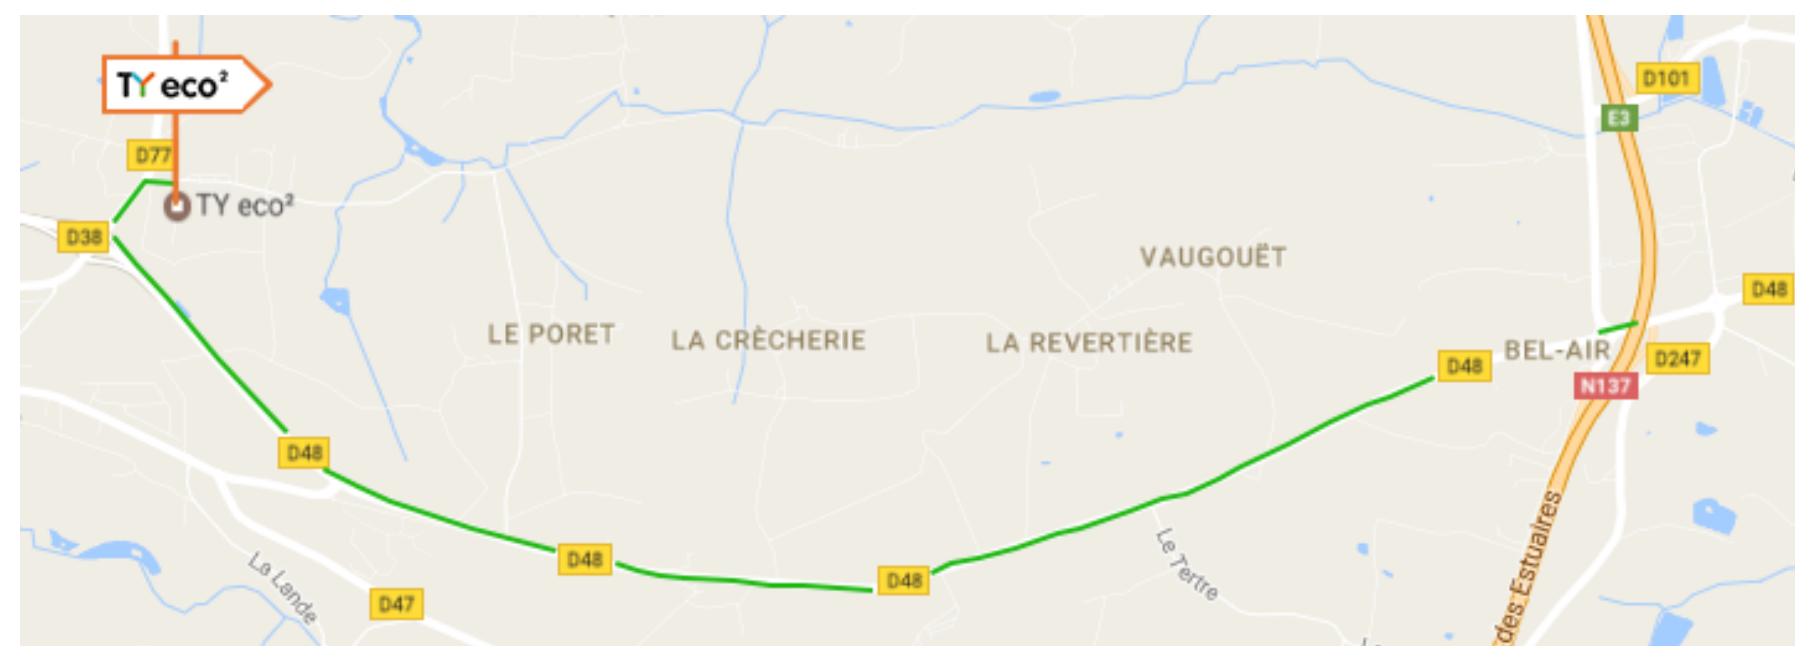 TY eco²
D101
E3
D77
TY eco²
D38
VAUGOUËT
D48
LE PORET
LA CRÈCHERIE
LA REVERTIÈRE
BEL-AIR
D48
D247
N137
D48
D48
D48
La Lande
D47
Le Tertre
des Estuaires